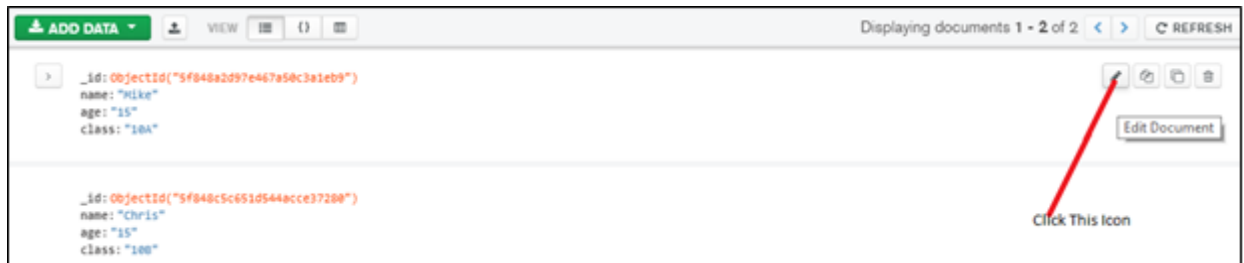 ADD DATA VIEW {} Displaying documents 1 - 2 of 2 < > REFRESH
> _id: ObjectId("5f848a2d97e467a50c3a1eb9")
name: "Mike"
age: "15"
class: "10A"
Edit Document
_id: ObjectId("5f848c5c651d544acce37280")
name: "Chris"
Click This Icon
age: "15"
class: "10B"